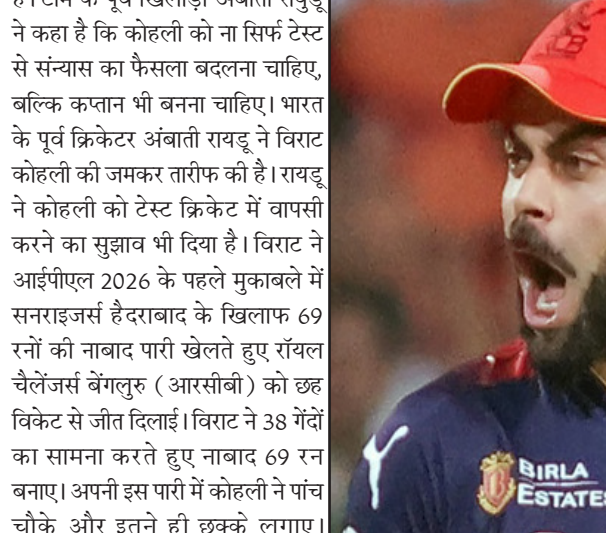 है। टीम के पूर्व खिलाड़ी अंबाती रायुडू
ने कहा है कि कोहली को ना सिर्फ टेस्ट
से संन्यास का फैसला बदलना चाहिए,
बल्कि कप्तान भी बनना चाहिए। भारत
के पूर्व क्रिकेटर अंबाती रायडू ने विराट
कोहली की जमकर तारीफ की है। रायडू
ने कोहली को टेस्ट क्रिकेट में वापसी
करने का सुझाव भी दिया है। विराट ने
आईपीएल 2026 के पहले मुकाबले में
सनराइजर्स हैदराबाद के खिलाफ 69
रनों की नाबाद पारी खेलते हुए रॉयल
चैलेंजर्स बेंगलुरु (आरसीबी) को छह
विकेट से जीत दिलाई। विराट ने 38 गेंदों
का सामना करते हुए नाबाद 69 रन
बनाए। अपनी इस पारी में कोहली ने पांच
चौके और इतने ही छक्के लगाए।
BIRLA
ESTATES